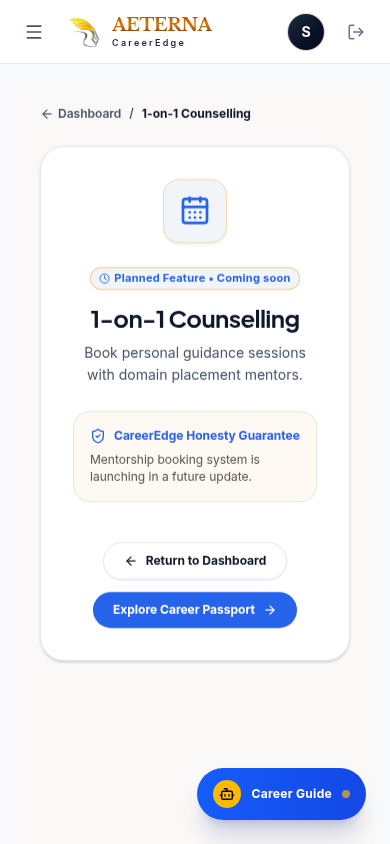 AETERNA
CareerEdge
S
Dashboard / 1-on-1 Counselling
Planned Feature • Coming soon
1-on-1 Counselling
Book personal guidance sessions
with domain placement mentors.
CareerEdge Honesty Guarantee
Mentorship booking system is
launching in a future update.
Return to Dashboard
Explore Career Passport
Career Guide